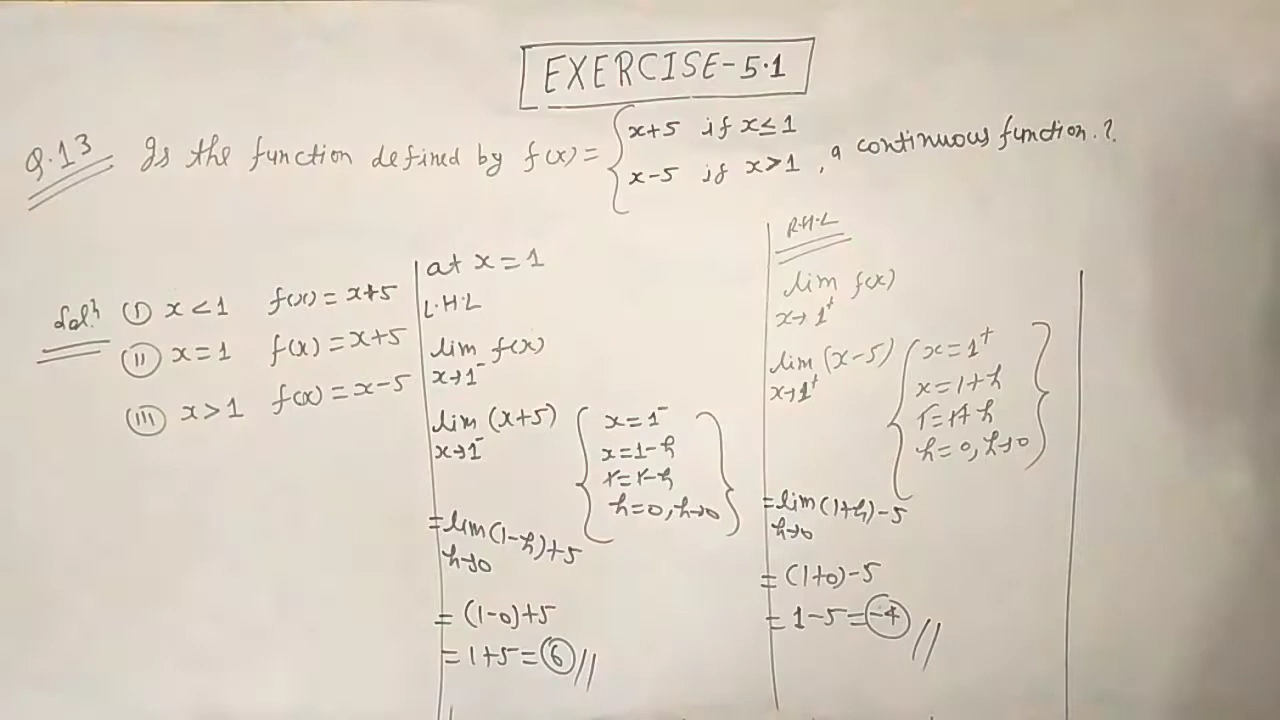 EXERCISE-5.1
Q.13 Is the function defined by f(x) = { x+5 if x≤1
x-5 if x>1 , a continuous function.?
Solⁿ (I) x<1 f(x) = x+5
(II) x=1 f(x) = x+5
(III) x>1 f(x) = x-5
at x=1
L.H.L
lim f(x)
x→1⁻
lim (x+5)
x→1⁻
{ x=1⁻
x=1-h
1=1-h
h=0, h→0 }
=lim (1-h)+5
h→0
= (1-0)+5
= 1+5 = 6 //
R.H.L
lim f(x)
x→1⁺
lim (x-5)
x→1⁺
{ x=1⁺
x=1+h
1=1+h
h=0, h→0 }
=lim (1+h)-5
h→0
= (1+0)-5
= 1-5 = -4 //